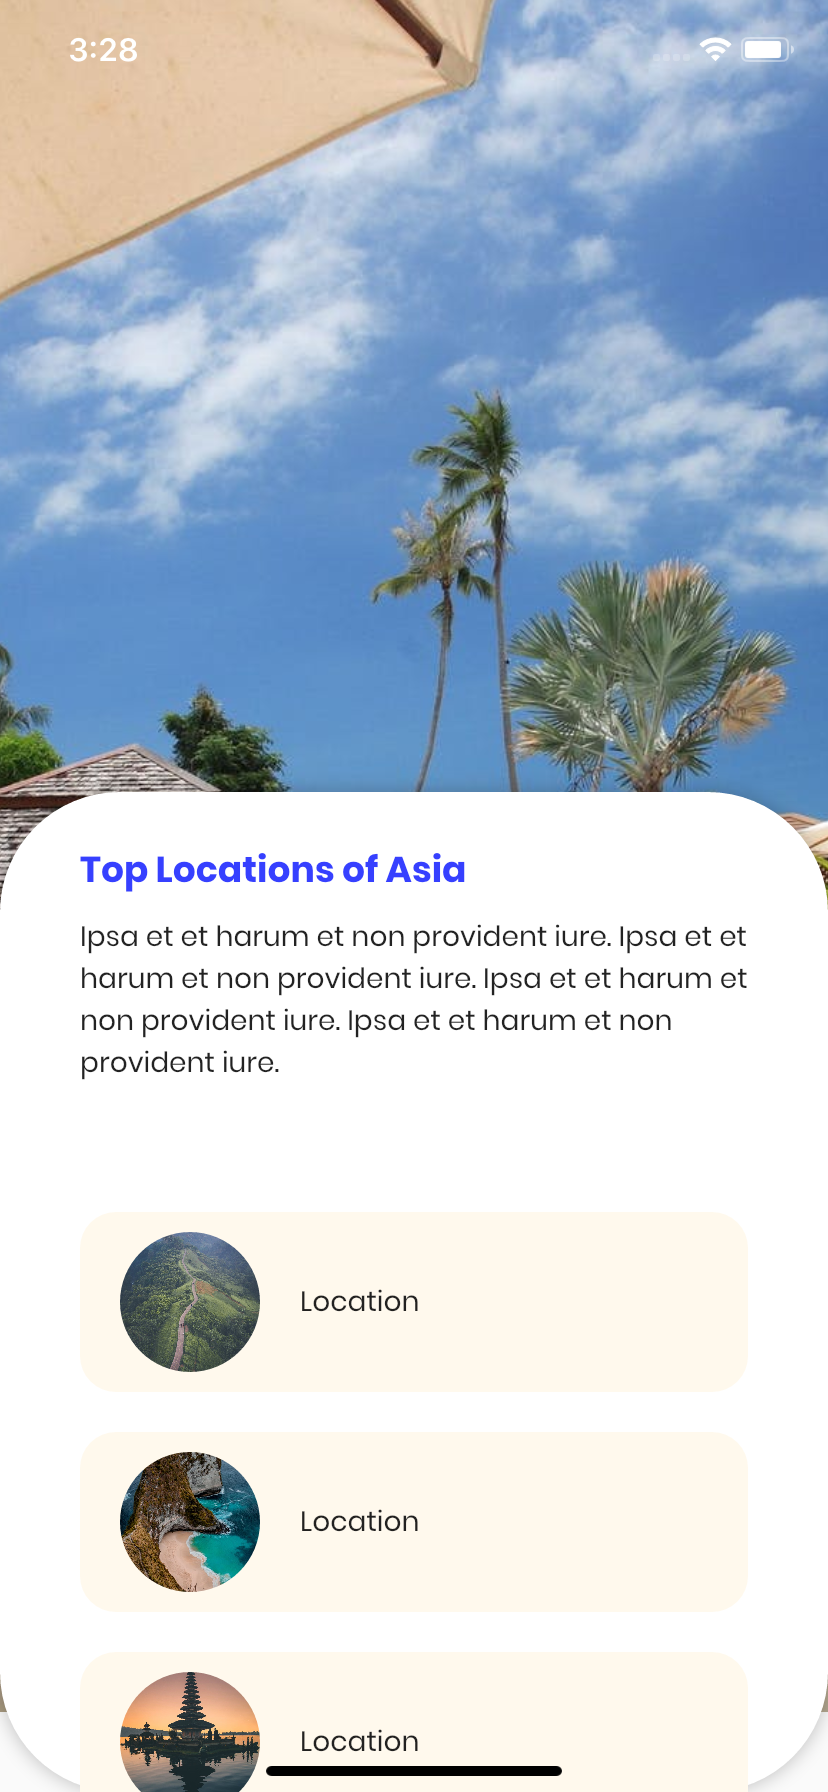 3:28
Top Locations of Asia
Ipsa et et harum et non provident iure. Ipsa et et
harum et non provident iure. Ipsa et et harum et
non provident iure. Ipsa et et harum et non
provident iure.
Location
Location
Location